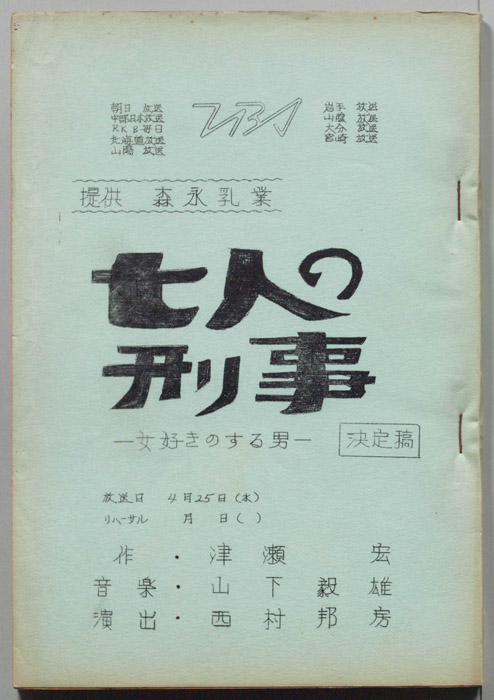 朝日放送
中部日本放送
RKB毎日
北海道放送
山陽放送
TBS
岩手放送
山陰放送
大分放送
宮崎放送
提供 森永乳業
七人の
刑事
―女好きのする男―
決定稿
放送日 4月25日(水)
リハーサル 月 日( )
作・津瀬宏
音楽・山下毅雄
演出・西村邦房